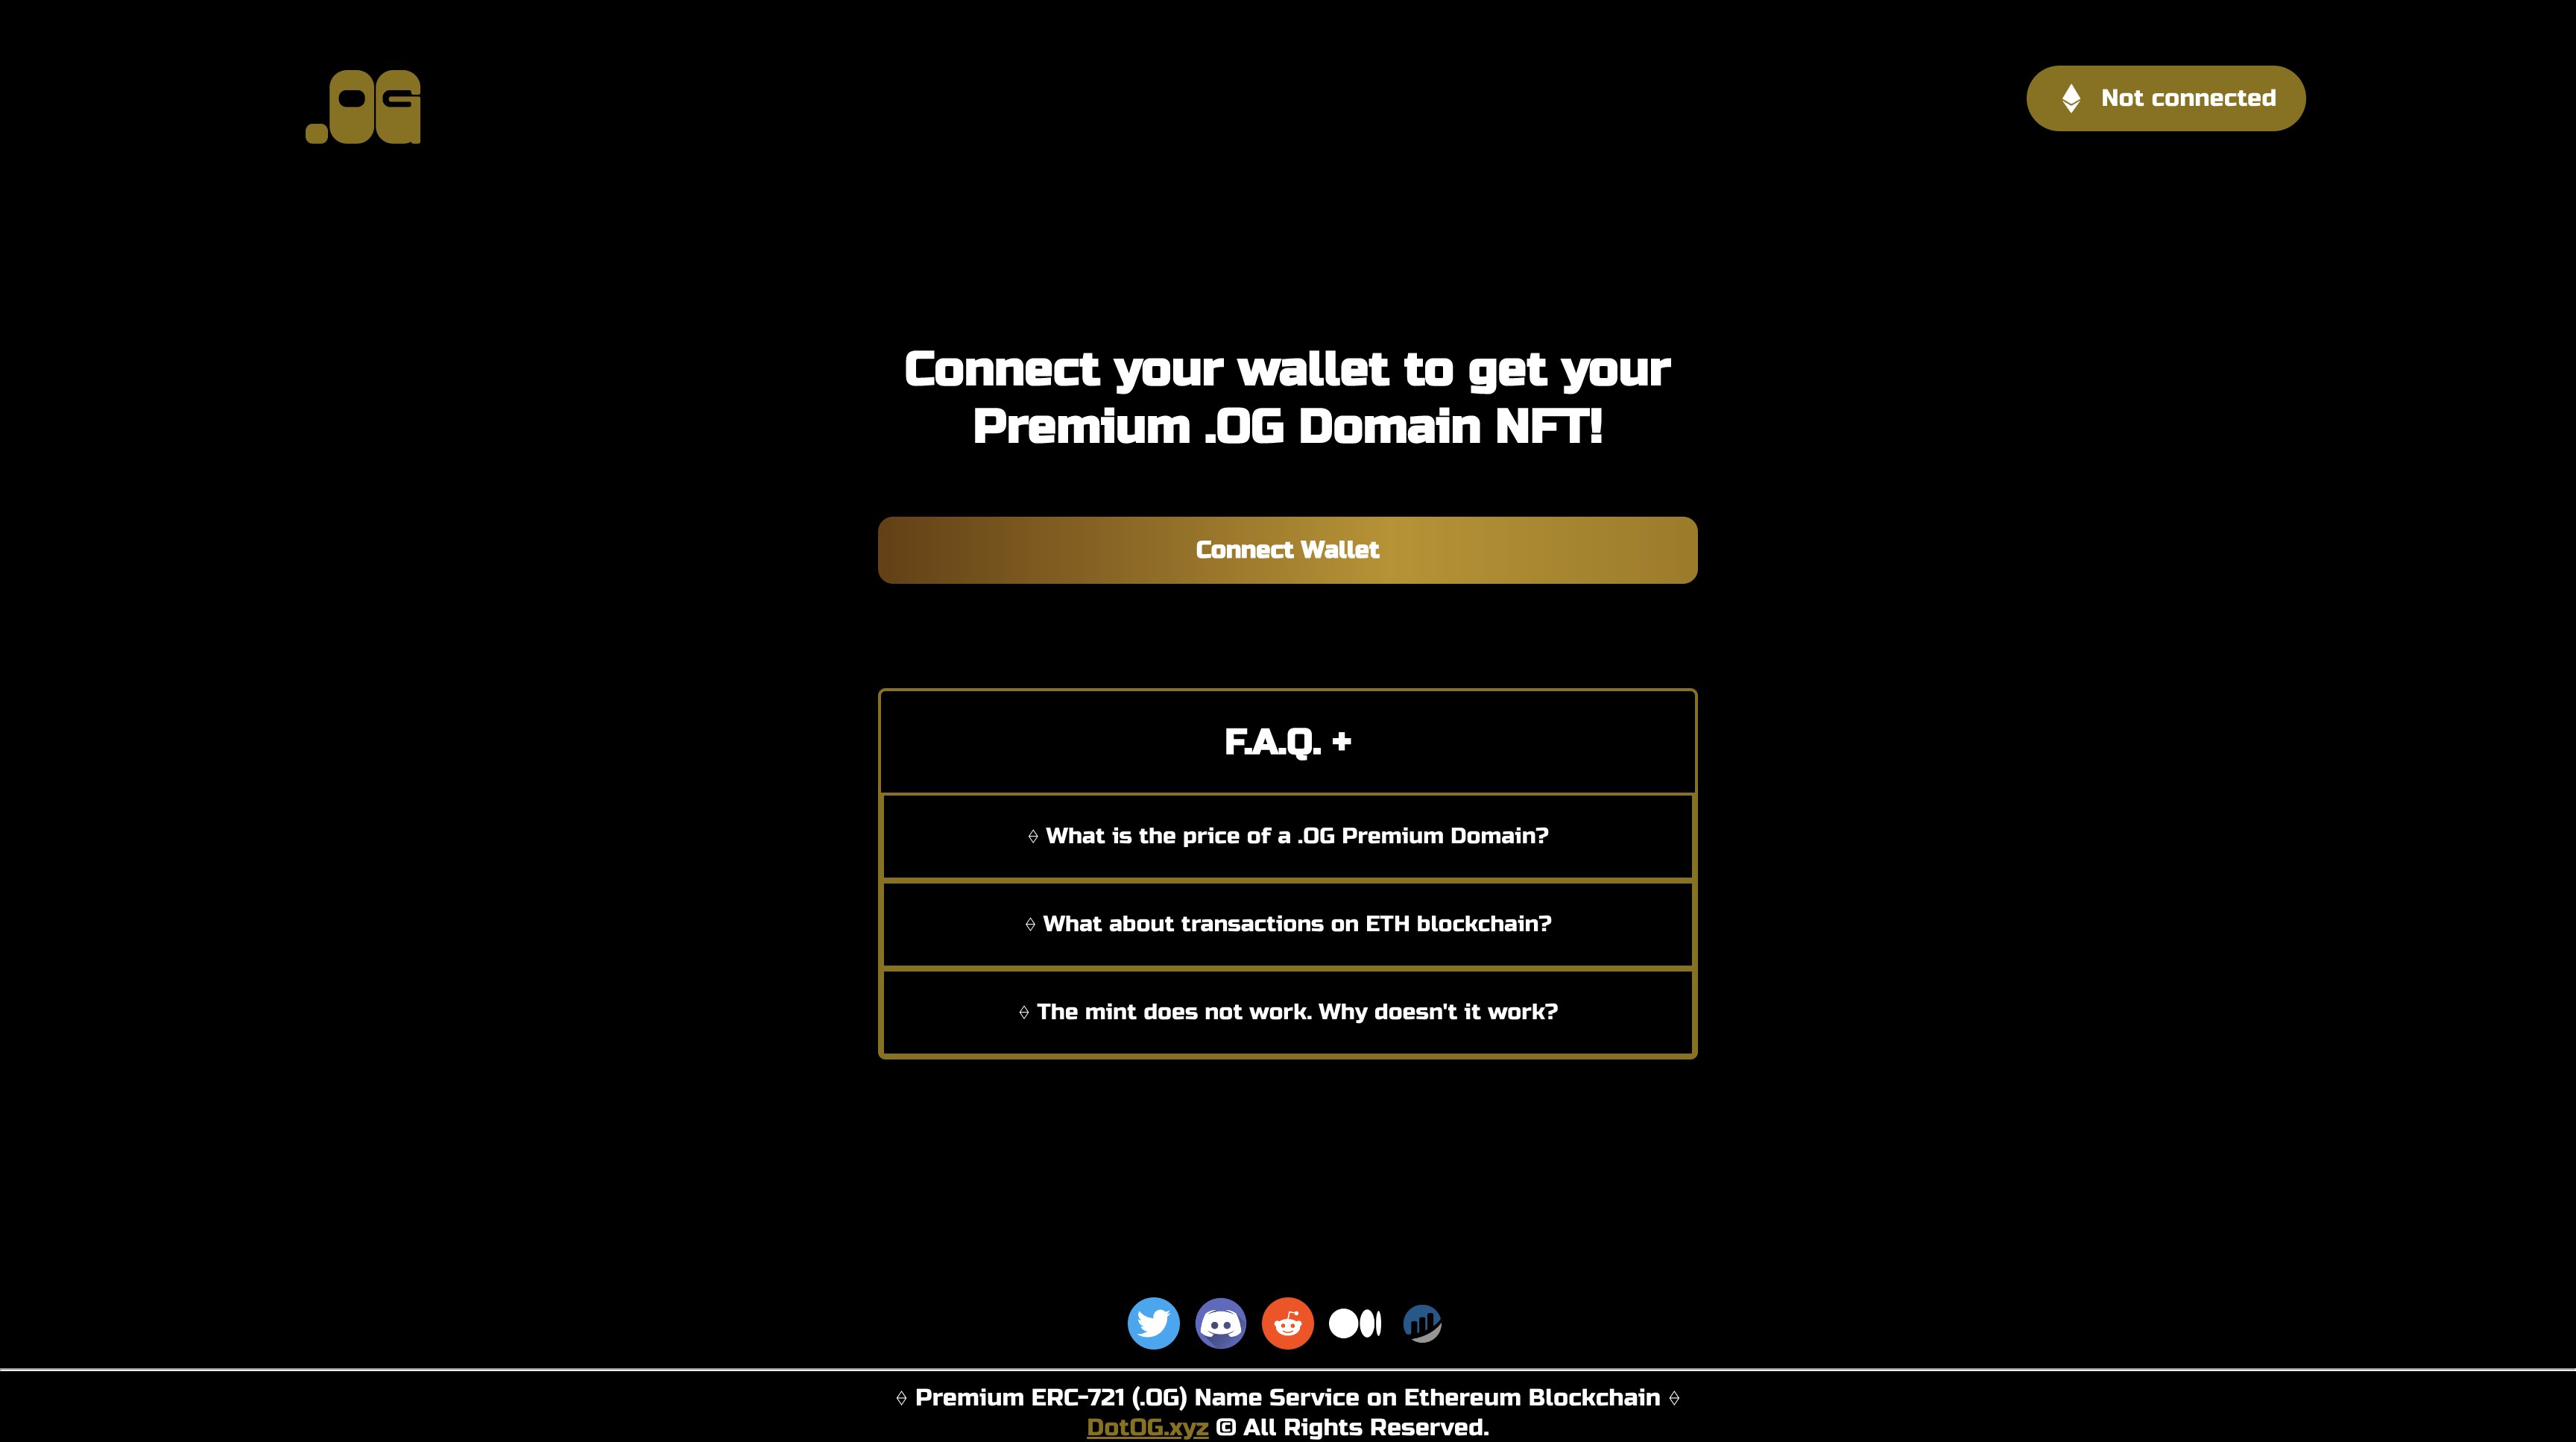 .OG
Not connected
Connect your wallet to get your
Premium .OG Domain NFT!
Connect Wallet
F.A.Q. +
What is the price of a .OG Premium Domain?
What about transactions on ETH blockchain?
The mint does not work. Why doesn't it work?
Premium ERC-721 (.OG) Name Service on Ethereum Blockchain
DotOG.xyz © All Rights Reserved.